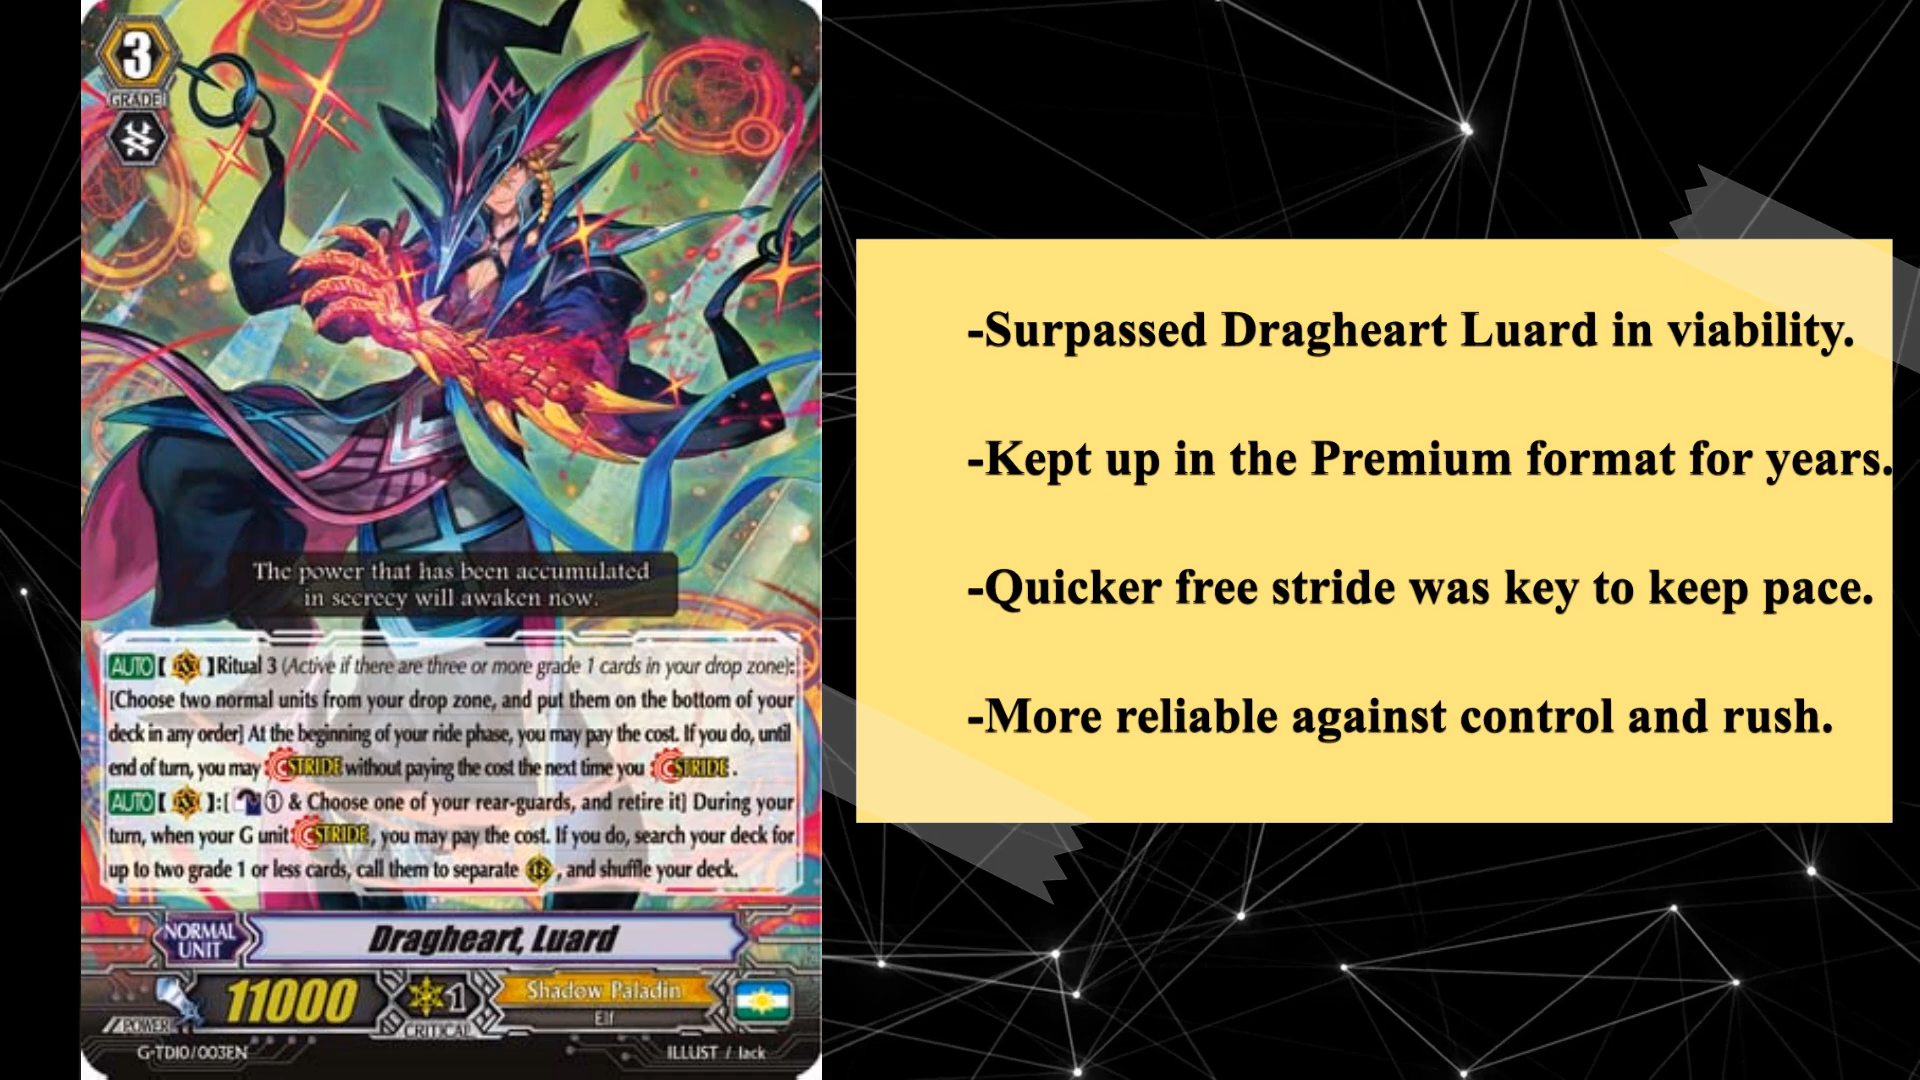 3
GRADE
The power that has been accumulated
in secrecy will awaken now.
AUTO [ ] Ritual 3 (Active if there are three or more grade 1 cards in your drop zone):
[Choose two normal units from your drop zone, and put them on the bottom of your
deck in any order] At the beginning of your ride phase, you may pay the cost. If you do, until
end of turn, you may STRIDE without paying the cost the next time you STRIDE.
AUTO [ ]:[ ① & Choose one of your rear-guards, and retire it] During your
turn, when your G unit STRIDE, you may pay the cost. If you do, search your deck for
up to two grade 1 or less cards, call them to separate , and shuffle your deck.
NORMAL
UNIT
Dragheart, Luard
POWER
11000
1
CRITICAL
Shadow Paladin
Elf
G-TD10/003EN
ILLUST / lack
-Surpassed Dragheart Luard in viability.
-Kept up in the Premium format for years.
-Quicker free stride was key to keep pace.
-More reliable against control and rush.